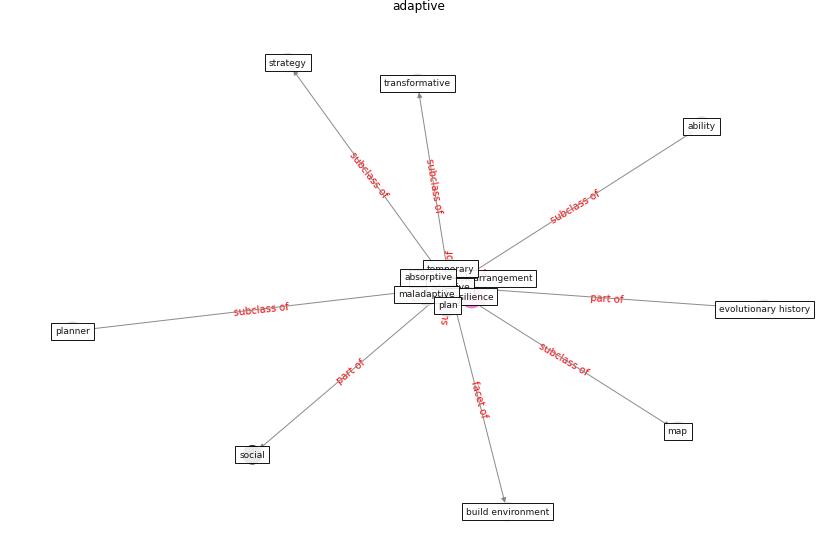 adaptive
strategy
transformative
ability
subclass of
subclass of
subclass of
temporary
absorptive
arrangement
maladaptive
plan
part of
evolutionary history
subclass of
planner
subclass of
part of
facet of
map
social
build environment